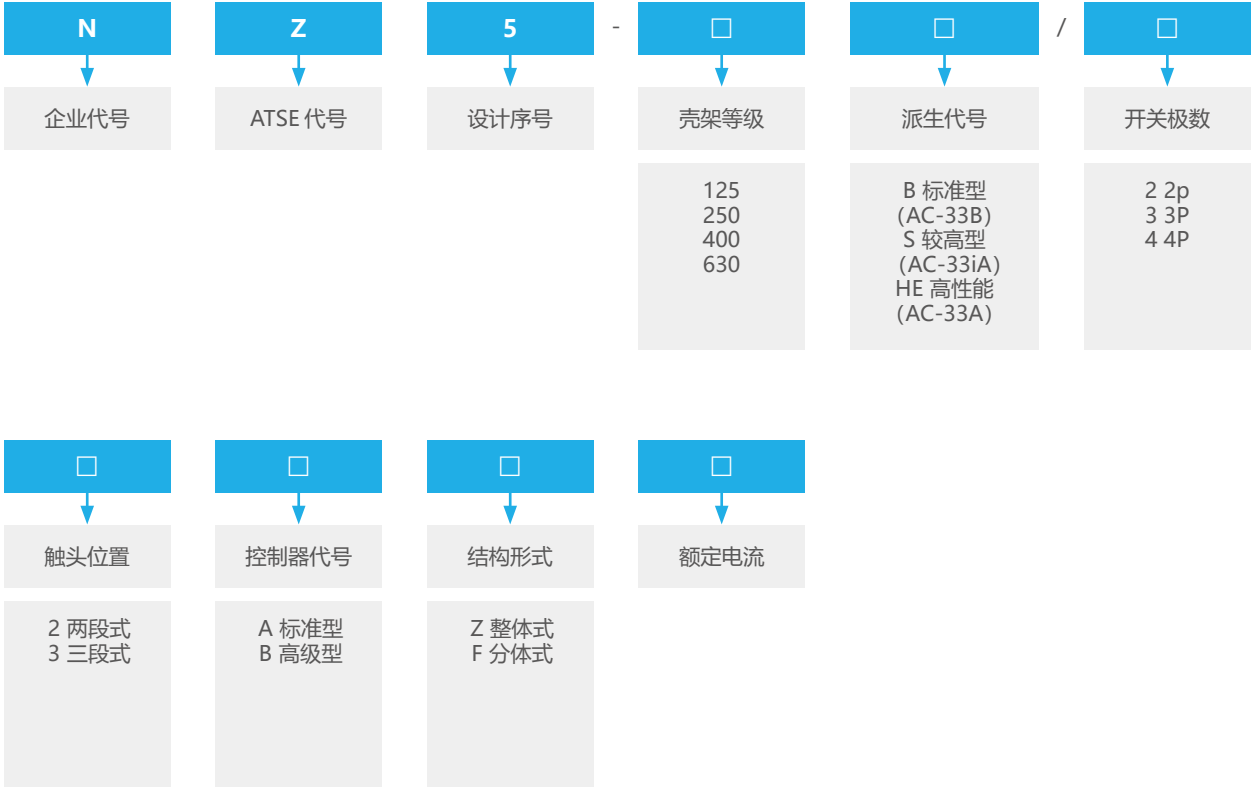 N Z 5 - □ □ / □
企业代号 ATSE 代号 设计序号 壳架等级 派生代号 开关极数
125
250
400
630
B 标准型
(AC-33B)
S 较高型
(AC-33iA)
HE 高性能
(AC-33A)
2 2p
3 3P
4 4P
□ □ □ □
触头位置 控制器代号 结构形式 额定电流
2 两段式
3 三段式
A 标准型
B 高级型
Z 整体式
F 分体式